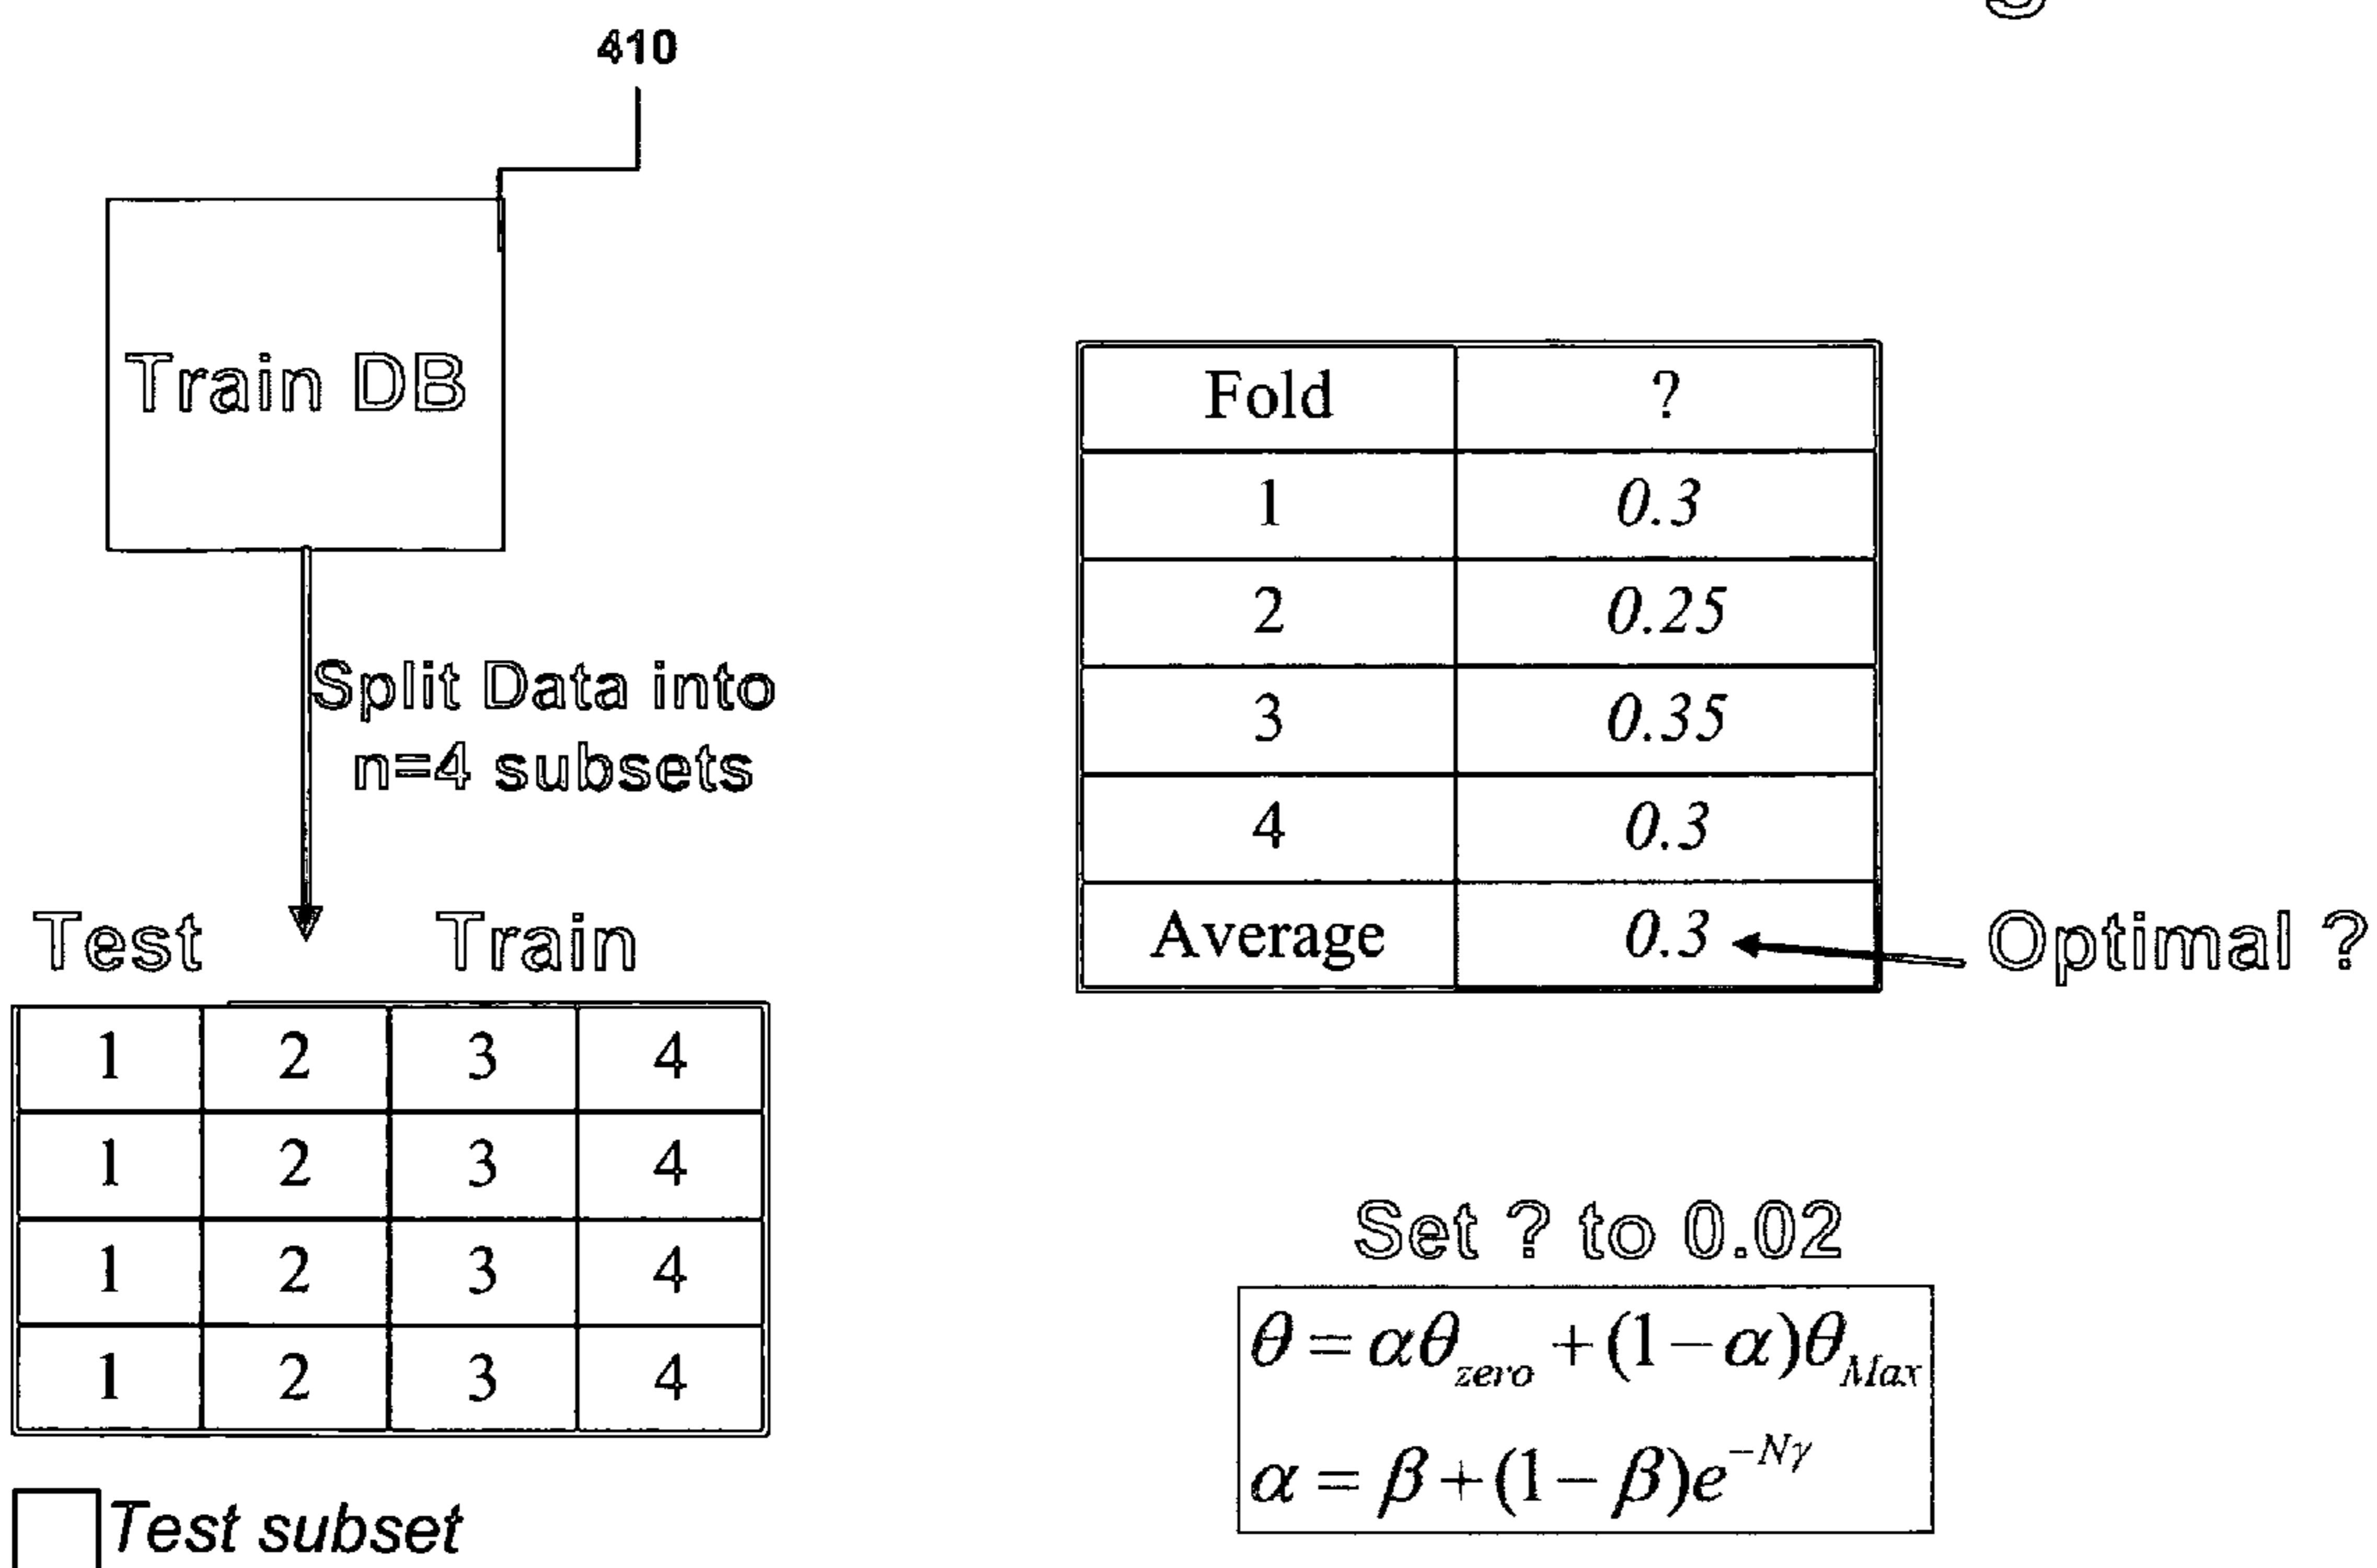 410
Train DB
Split Data into
n=4 subsets
Test Train
1 2 3 4
1 2 3 4
1 2 3 4
1 2 3 4
Test subset
Fold ?
1 0.3
2 0.25
3 0.35
4 0.3
Average 0.3
Optimal ?
Set ? to 0.02
θ = αθ_zero + (1−α)θ_Max
α = β + (1−β)e^{−Nγ}